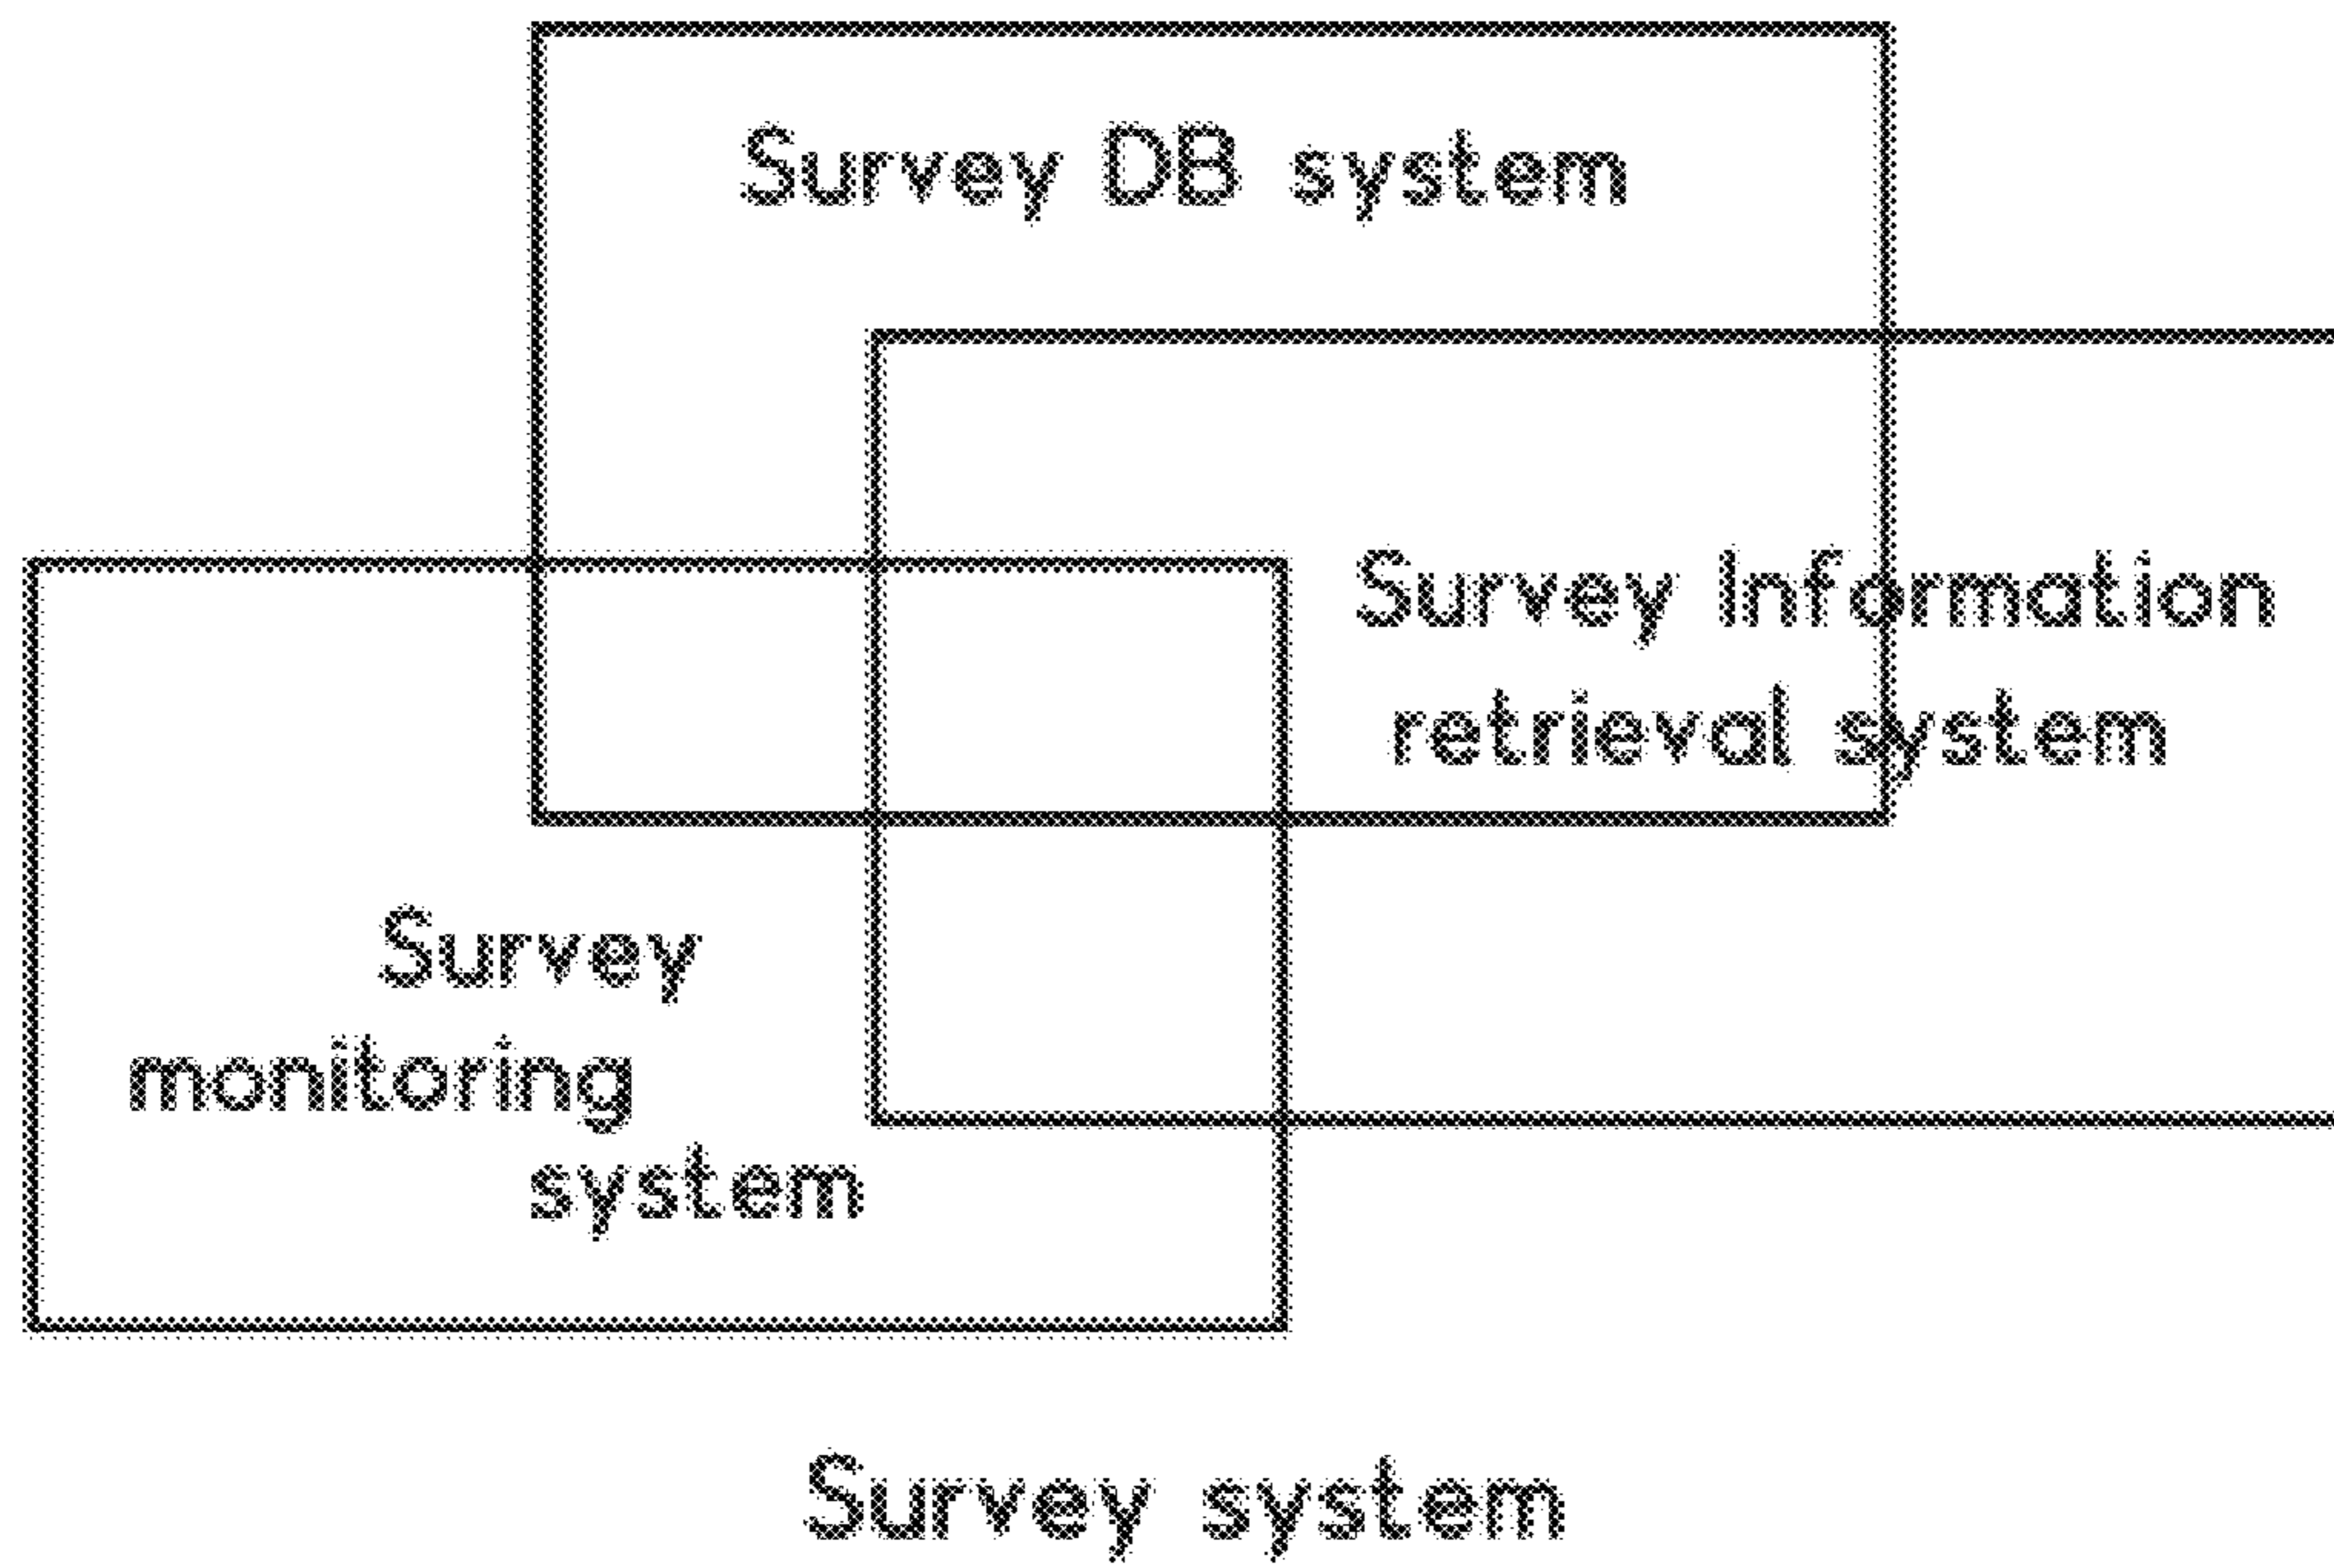 Survey DB system
Survey Information
retrieval system
Survey
monitoring
system
Survey system